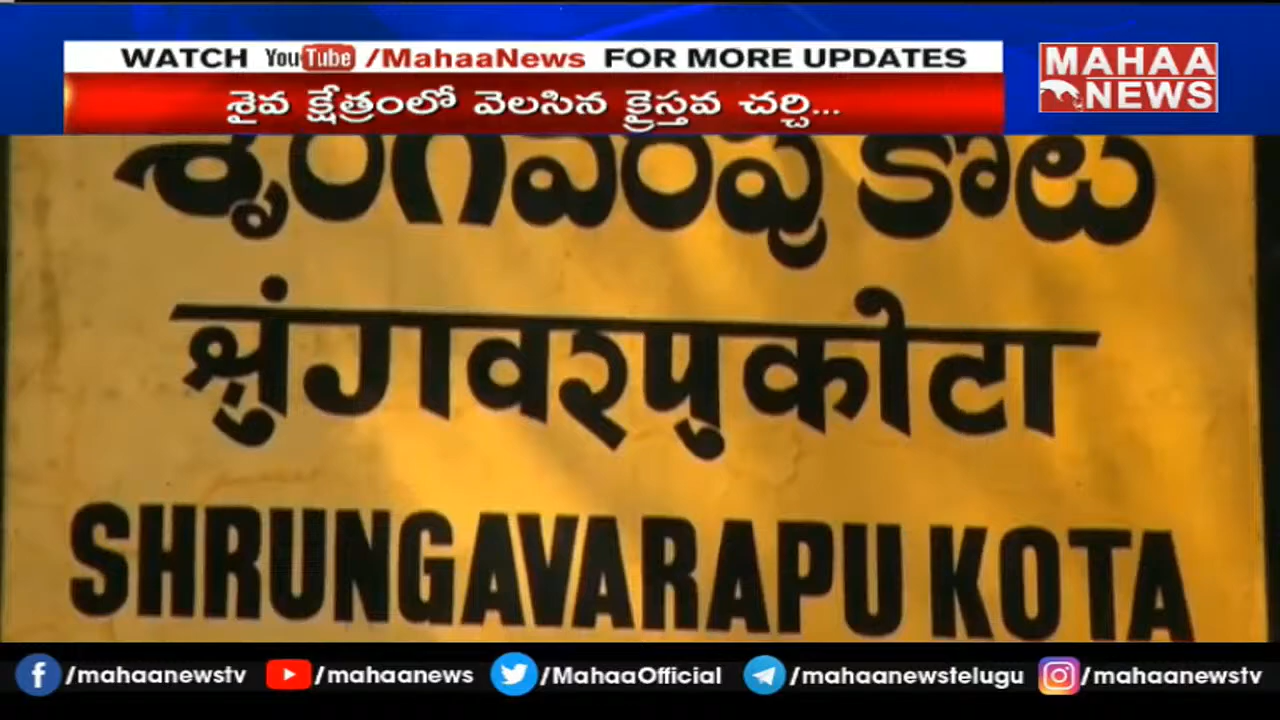 WATCH YouTube /MahaaNews FOR MORE UPDATES
MAHAA
NEWS
శైవ క్షేత్రంలో వెలసిన క్రైస్తవ చర్చి...
శృంగవరపు కోట
श्रुंगवरपुकोटा
SHRUNGAVARAPU KOTA
/mahaanewstv /mahaanews /MahaaOfficial /mahaanewstelugu /mahaanewstv